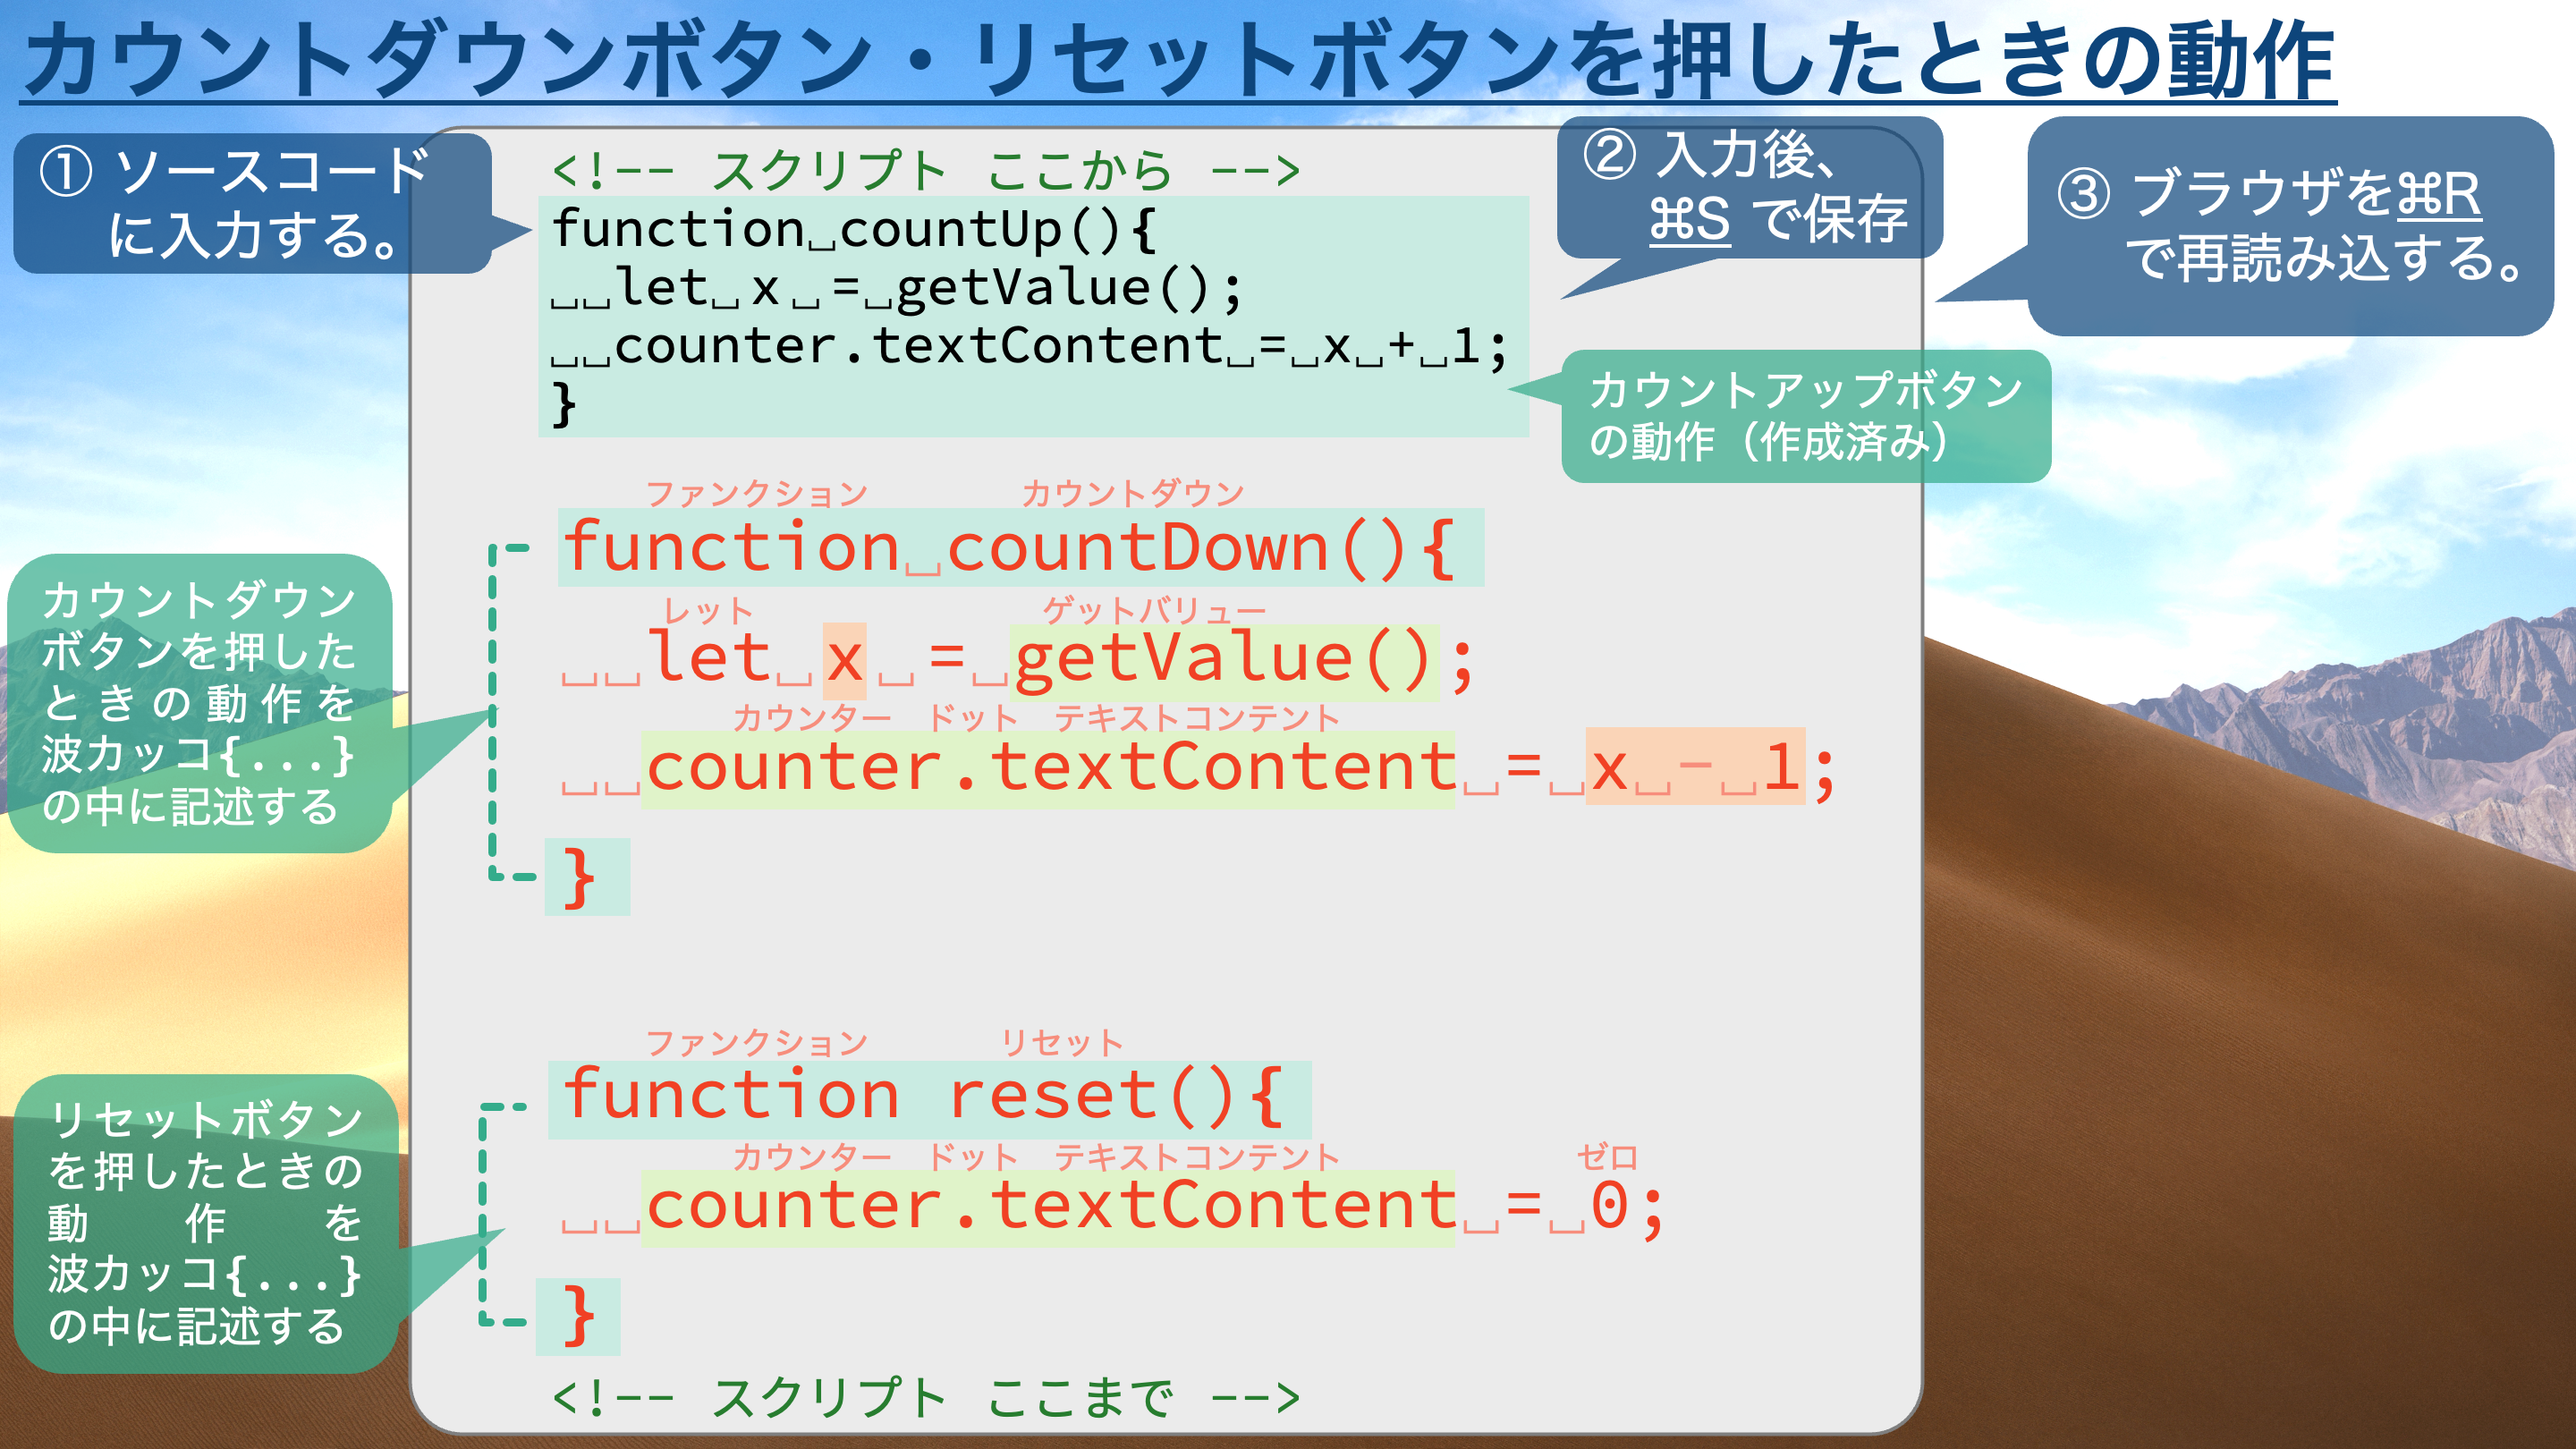 カウントダウンボタン・リセットボタンを押したときの動作
① ソースコード
に入力する。
② 入力後、
⌘S で保存
③ ブラウザを⌘R
で再読み込する。
<!-- スクリプト ここから -->
function␣countUp(){
␣␣let␣x␣=␣getValue();
␣␣counter.textContent␣=␣x␣+␣1;
}
カウントアップボタン
の動作（作成済み）
ファンクション カウントダウン
function␣countDown(){
レット ゲットバリュー
␣␣let␣x␣=␣getValue();
カウンター ドット テキストコンテント
␣␣counter.textContent␣=␣x␣-␣1;
}
カウントダウン
ボタンを押した
ときの動作を
波カッコ{...}
の中に記述する
ファンクション リセット
function reset(){
カウンター ドット テキストコンテント ゼロ
␣␣counter.textContent␣=␣0;
}
リセットボタン
を押したときの
動作を
波カッコ{...}
の中に記述する
<!-- スクリプト ここまで -->